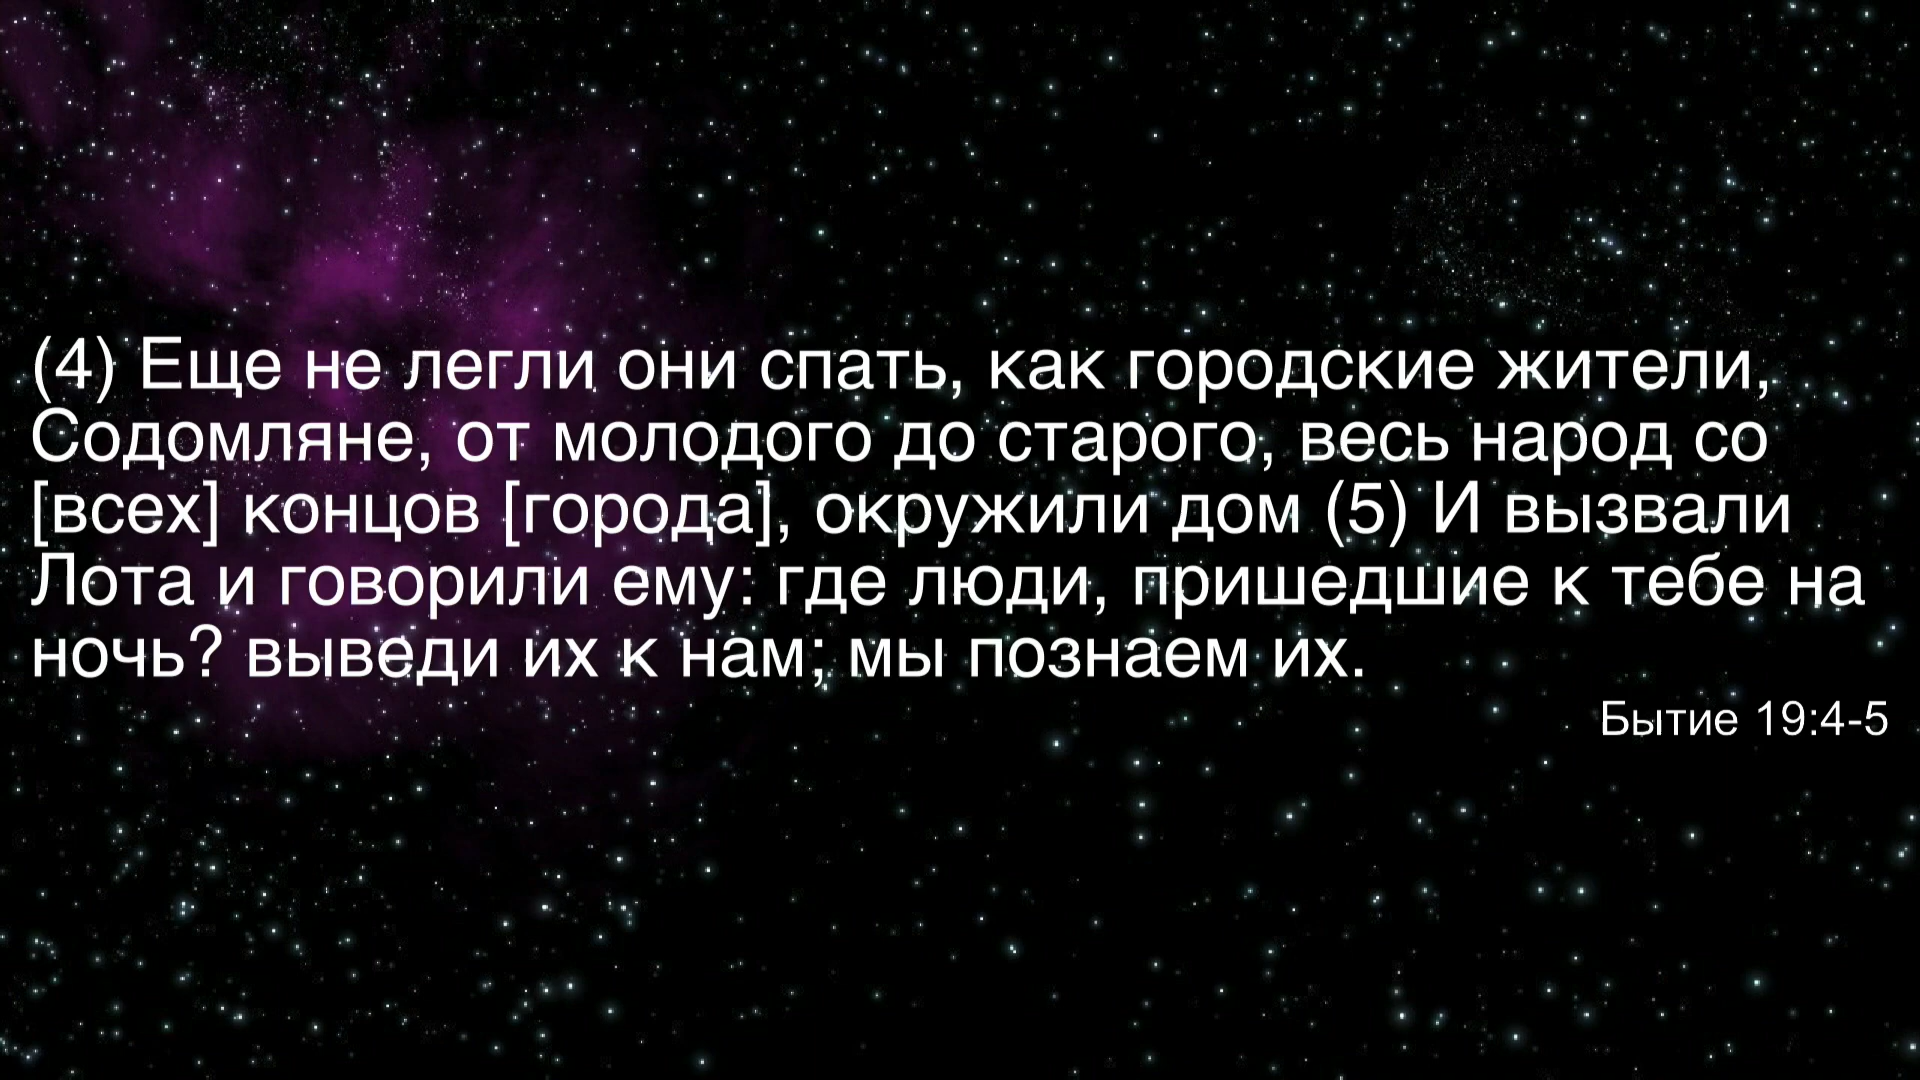 (4) Еще не легли они спать, как городские жители,
Содомляне, от молодого до старого, весь народ со
[всех] концов [города], окружили дом (5) И вызвали
Лота и говорили ему: где люди, пришедшие к тебе на
ночь? выведи их к нам; мы познаем их.
Бытие 19:4-5